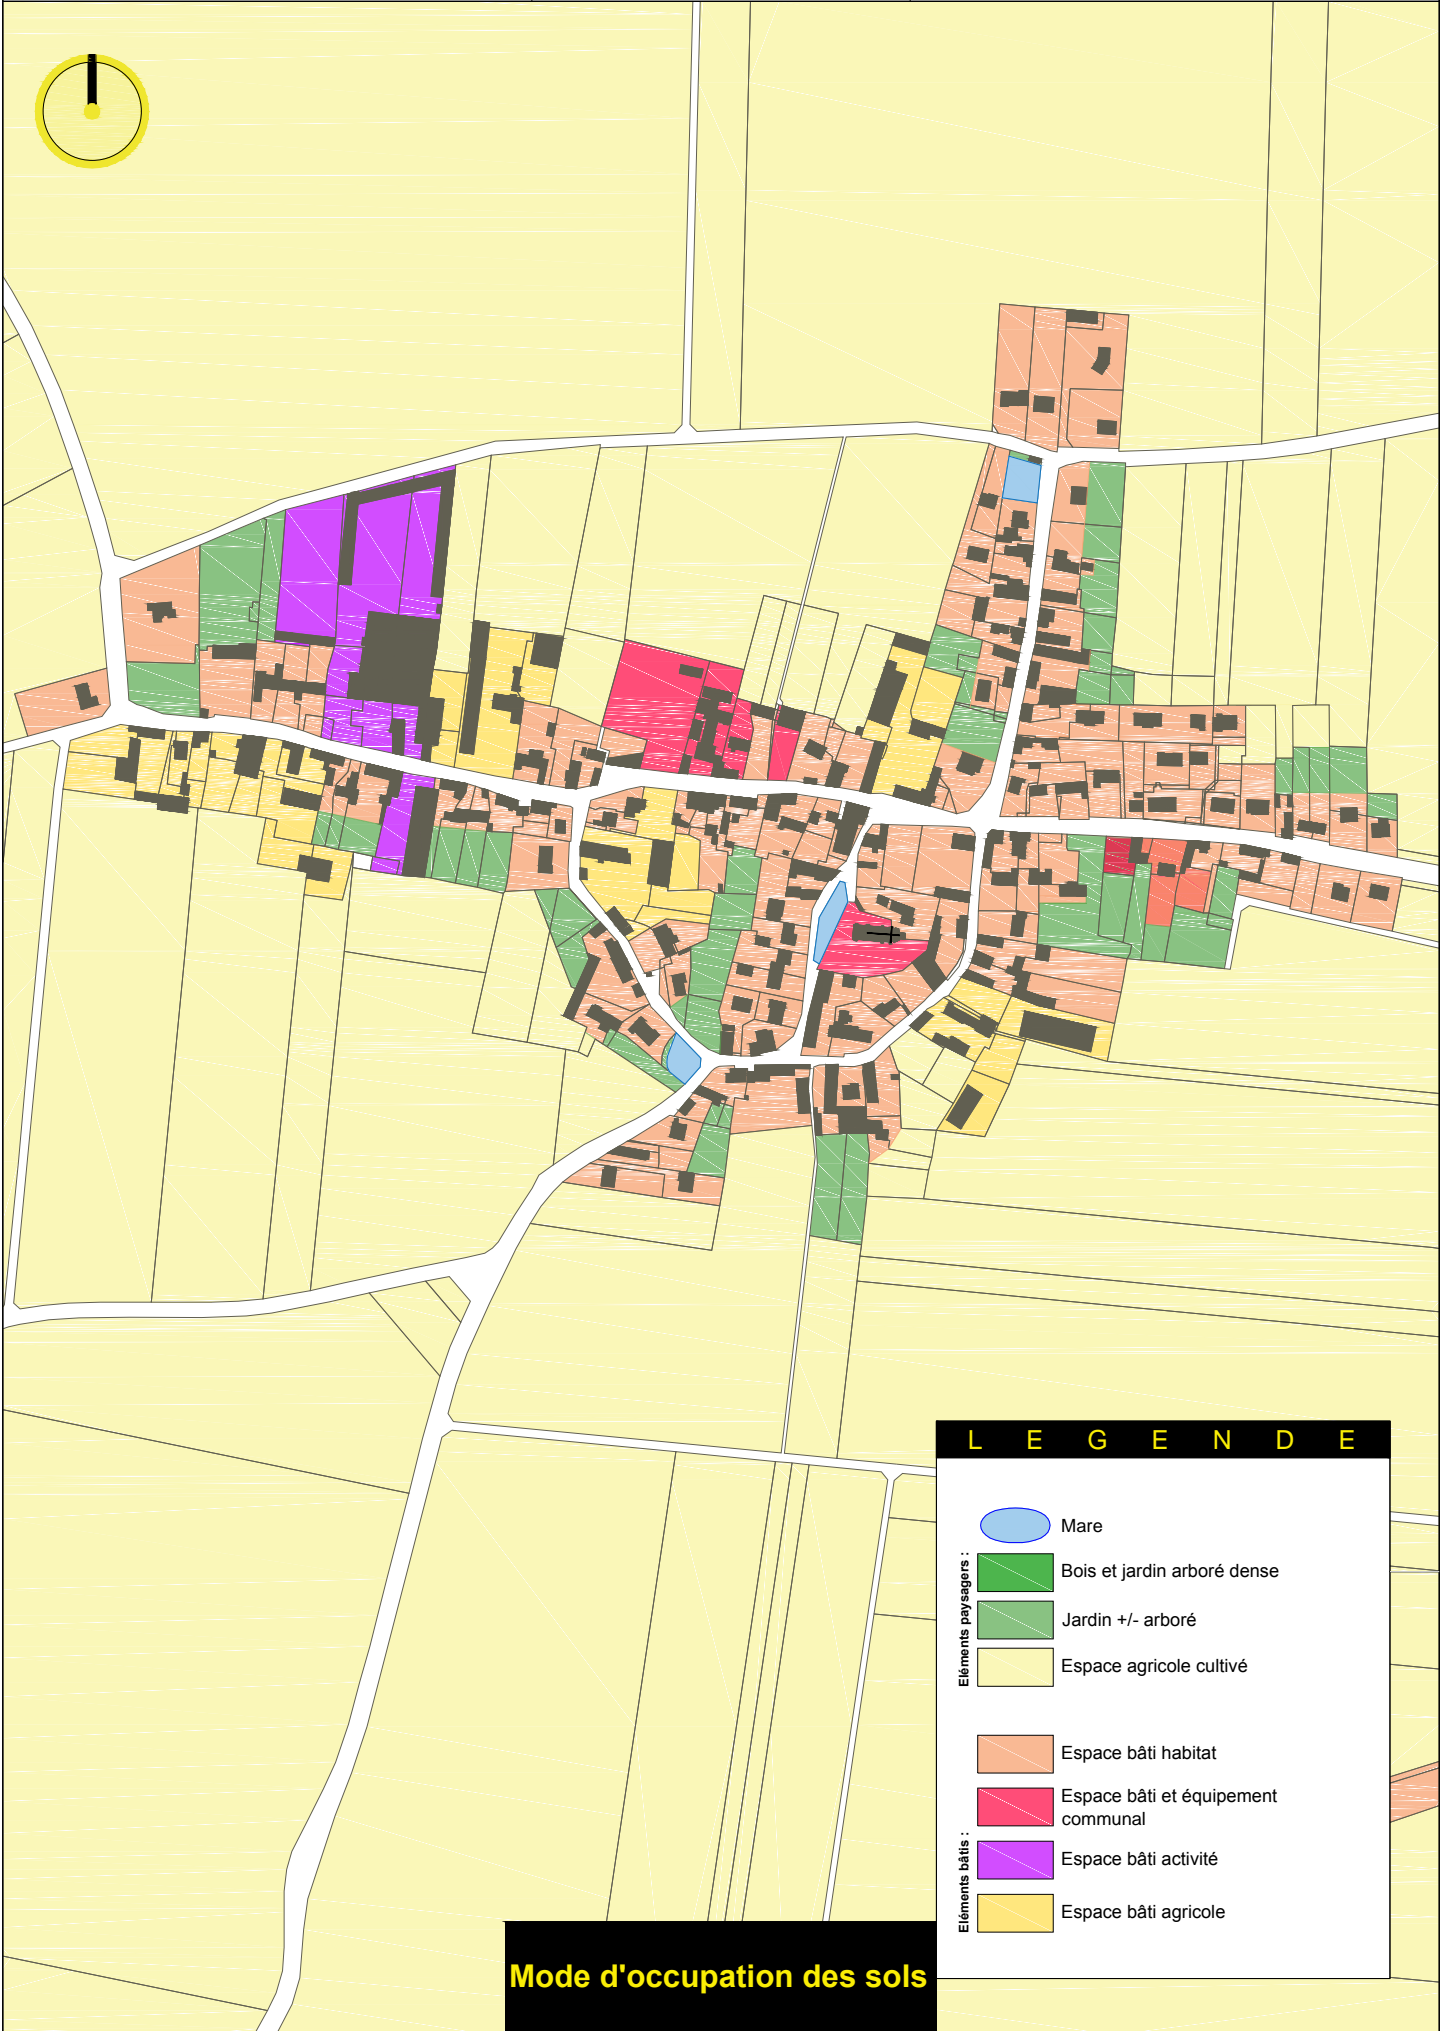 L E G E N D E
Mare
Eléments paysagers :
Bois et jardin arboré dense
Jardin +/- arboré
Espace agricole cultivé
Espace bâti habitat
Espace bâti et équipement
communal
Eléments bâtis :
Espace bâti activité
Espace bâti agricole
Mode d'occupation des sols